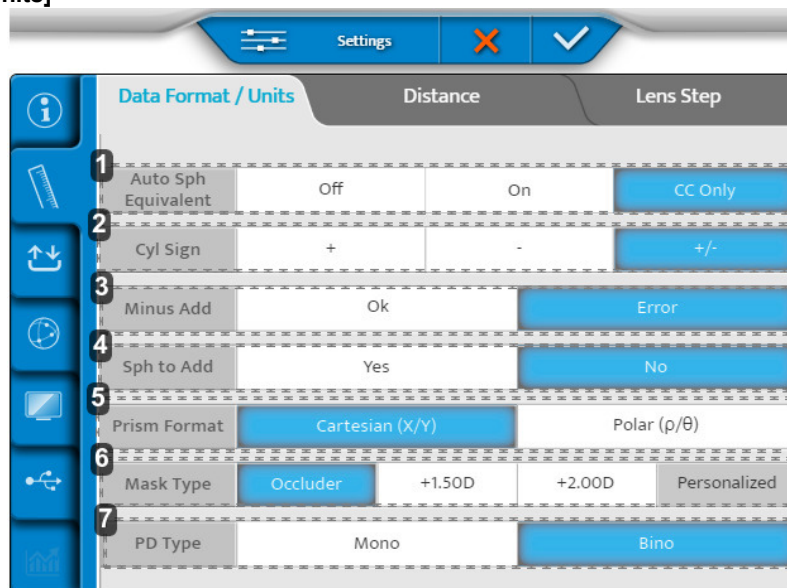 Settings
Data Format / Units Distance Lens Step
1
Auto Sph
Equivalent Off On CC Only
2
Cyl Sign + - +/-
3
Minus Add Ok Error
4
Sph to Add Yes No
5
Prism Format Cartesian (X/Y) Polar (ρ/θ)
6
Mask Type Occluder +1.50D +2.00D Personalized
7
PD Type Mono Bino